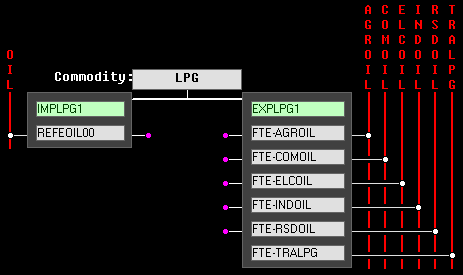 AGROIL
COMOIL
ELCOIL
INDOIL
RSDOIL
TRALPG
OIL
Commodity:
LPG
IMPLPG1
REFEOIL00
EXPLPG1
FTE-AGROIL
FTE-COMOIL
FTE-ELCOIL
FTE-INDOIL
FTE-RSDOIL
FTE-TRALPG